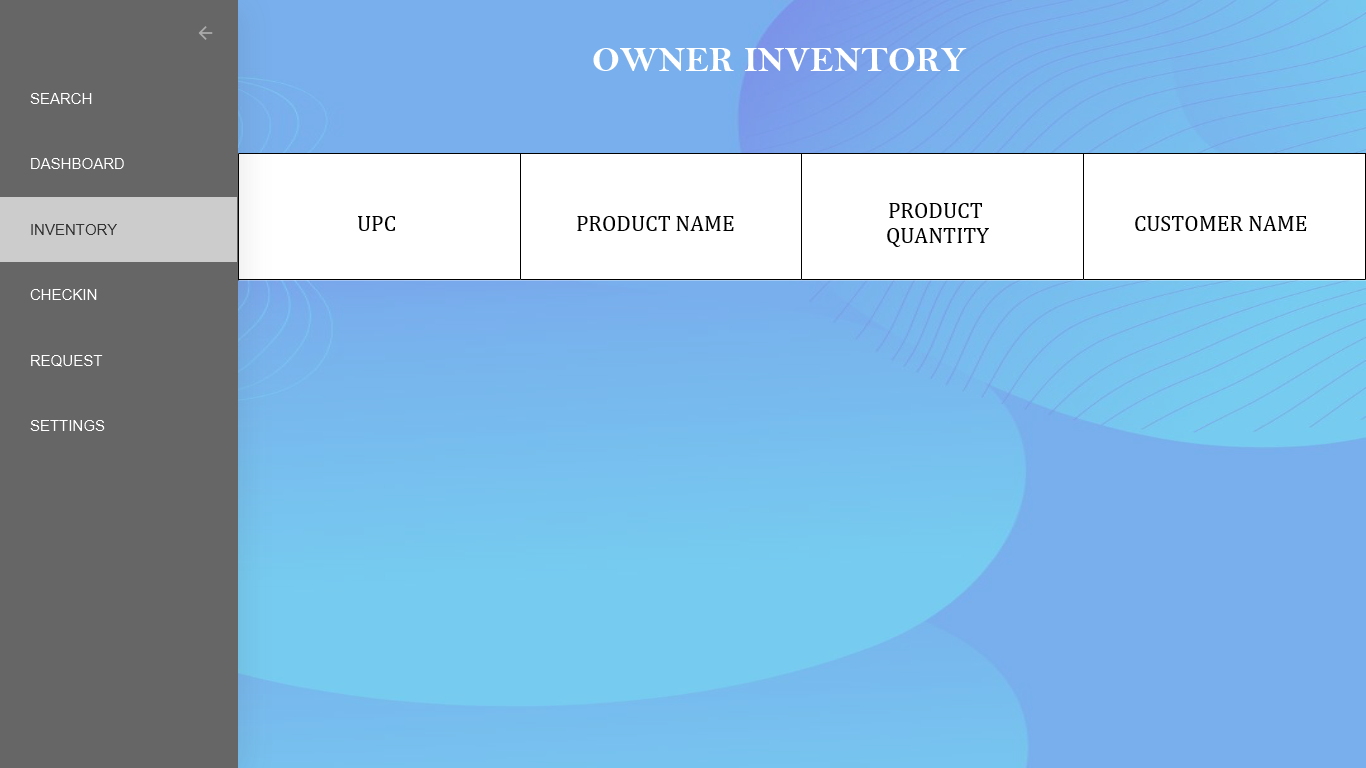 OWNER INVENTORY
SEARCH
DASHBOARD
INVENTORY
CHECKIN
REQUEST
SETTINGS
UPC
PRODUCT NAME
PRODUCT
QUANTITY
CUSTOMER NAME